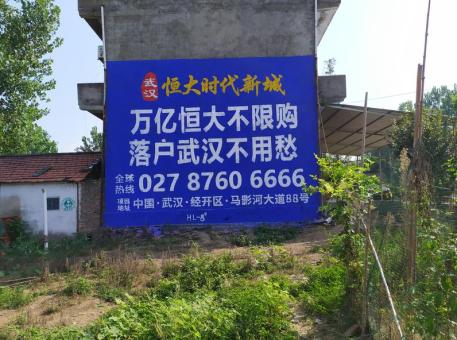 武汉 恒大时代新城
万亿恒大不限购
落户武汉不用愁
全球热线 027 8760 6666
项目地址 中国·武汉·经开区·马影河大道88号
HL-8